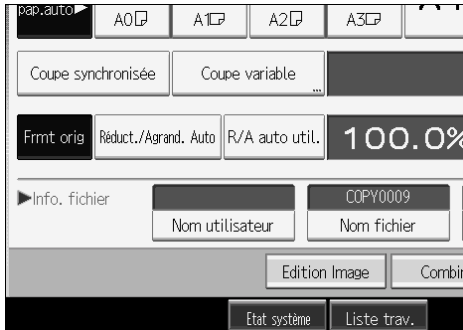 pap.auto▶ A0 A1 A2 A3
Coupe synchronisée Coupe variable ...
Frmt orig Réduct./Agrand. Auto R/A auto util. 100.0%
▶Info. fichier COPY0009
Nom utilisateur Nom fichier
Edition Image Combin
Etat système Liste trav.